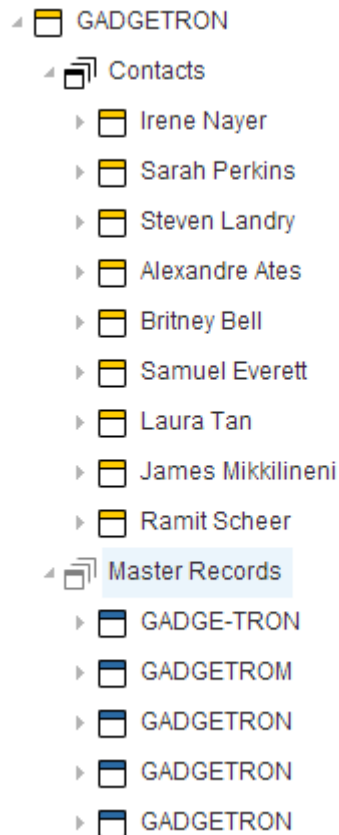 GADGETRON
Contacts
Irene Nayer
Sarah Perkins
Steven Landry
Alexandre Ates
Britney Bell
Samuel Everett
Laura Tan
James Mikkilineni
Ramit Scheer
Master Records
GADGE-TRON
GADGETROM
GADGETRON
GADGETRON
GADGETRON